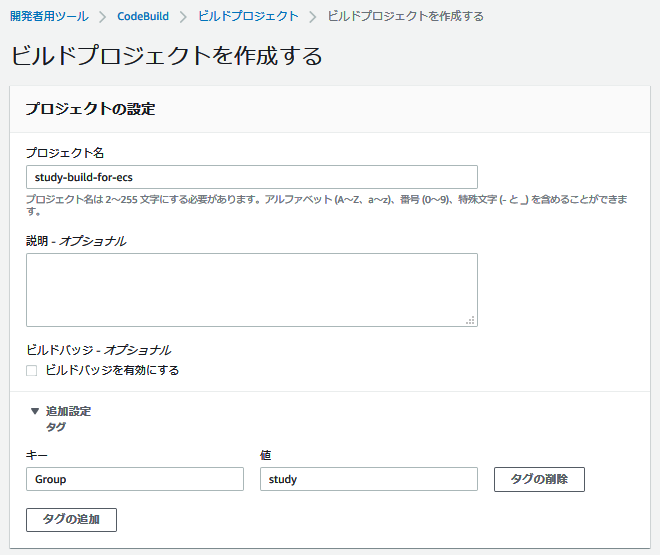 開発者用ツール > CodeBuild > ビルドプロジェクト > ビルドプロジェクトを作成する
ビルドプロジェクトを作成する
プロジェクトの設定
プロジェクト名
study-build-for-ecs
プロジェクト名は 2〜255 文字にする必要があります。アルファベット (A〜Z、a〜z)、番号 (0〜9)、特殊文字 (- と _) を含めることができま
す。
説明 - オプショナル
ビルドバッジ - オプショナル
ビルドバッジを有効にする
▼ 追加設定
タグ
キー 値
Group study タグの削除
タグの追加